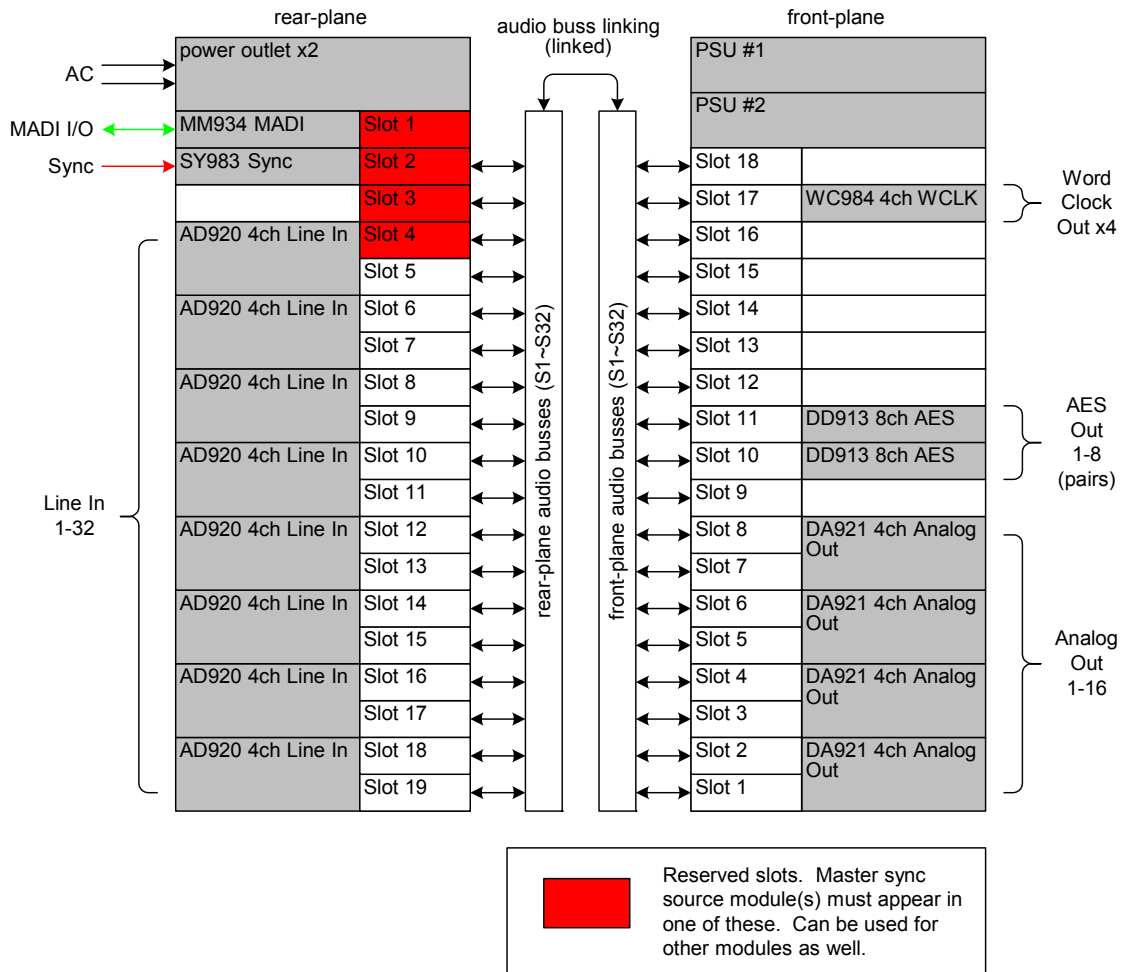 rear-plane
audio buss linking
(linked)
front-plane
power outlet x2
AC
MADI I/O
MM934 MADI
Slot 1
Sync
SY983 Sync
Slot 2
Slot 3
AD920 4ch Line In
Slot 4
Slot 5
AD920 4ch Line In
Slot 6
Slot 7
AD920 4ch Line In
Slot 8
Slot 9
AD920 4ch Line In
Slot 10
Slot 11
AD920 4ch Line In
Slot 12
Slot 13
AD920 4ch Line In
Slot 14
Slot 15
AD920 4ch Line In
Slot 16
Slot 17
AD920 4ch Line In
Slot 18
Slot 19
Line In
1-32
rear-plane audio busses (S1~S32)
front-plane audio busses (S1~S32)
PSU #1
PSU #2
Slot 18
Slot 17
WC984 4ch WCLK
Slot 16
Slot 15
Slot 14
Slot 13
Slot 12
Slot 11
DD913 8ch AES
Slot 10
DD913 8ch AES
Slot 9
Slot 8
DA921 4ch Analog
Out
Slot 7
Slot 6
DA921 4ch Analog
Out
Slot 5
Slot 4
DA921 4ch Analog
Out
Slot 3
Slot 2
DA921 4ch Analog
Out
Slot 1
Word
Clock
Out x4
AES
Out
1-8
(pairs)
Analog
Out
1-16
Reserved slots.  Master sync
source module(s) must appear in
one of these.  Can be used for
other modules as well.